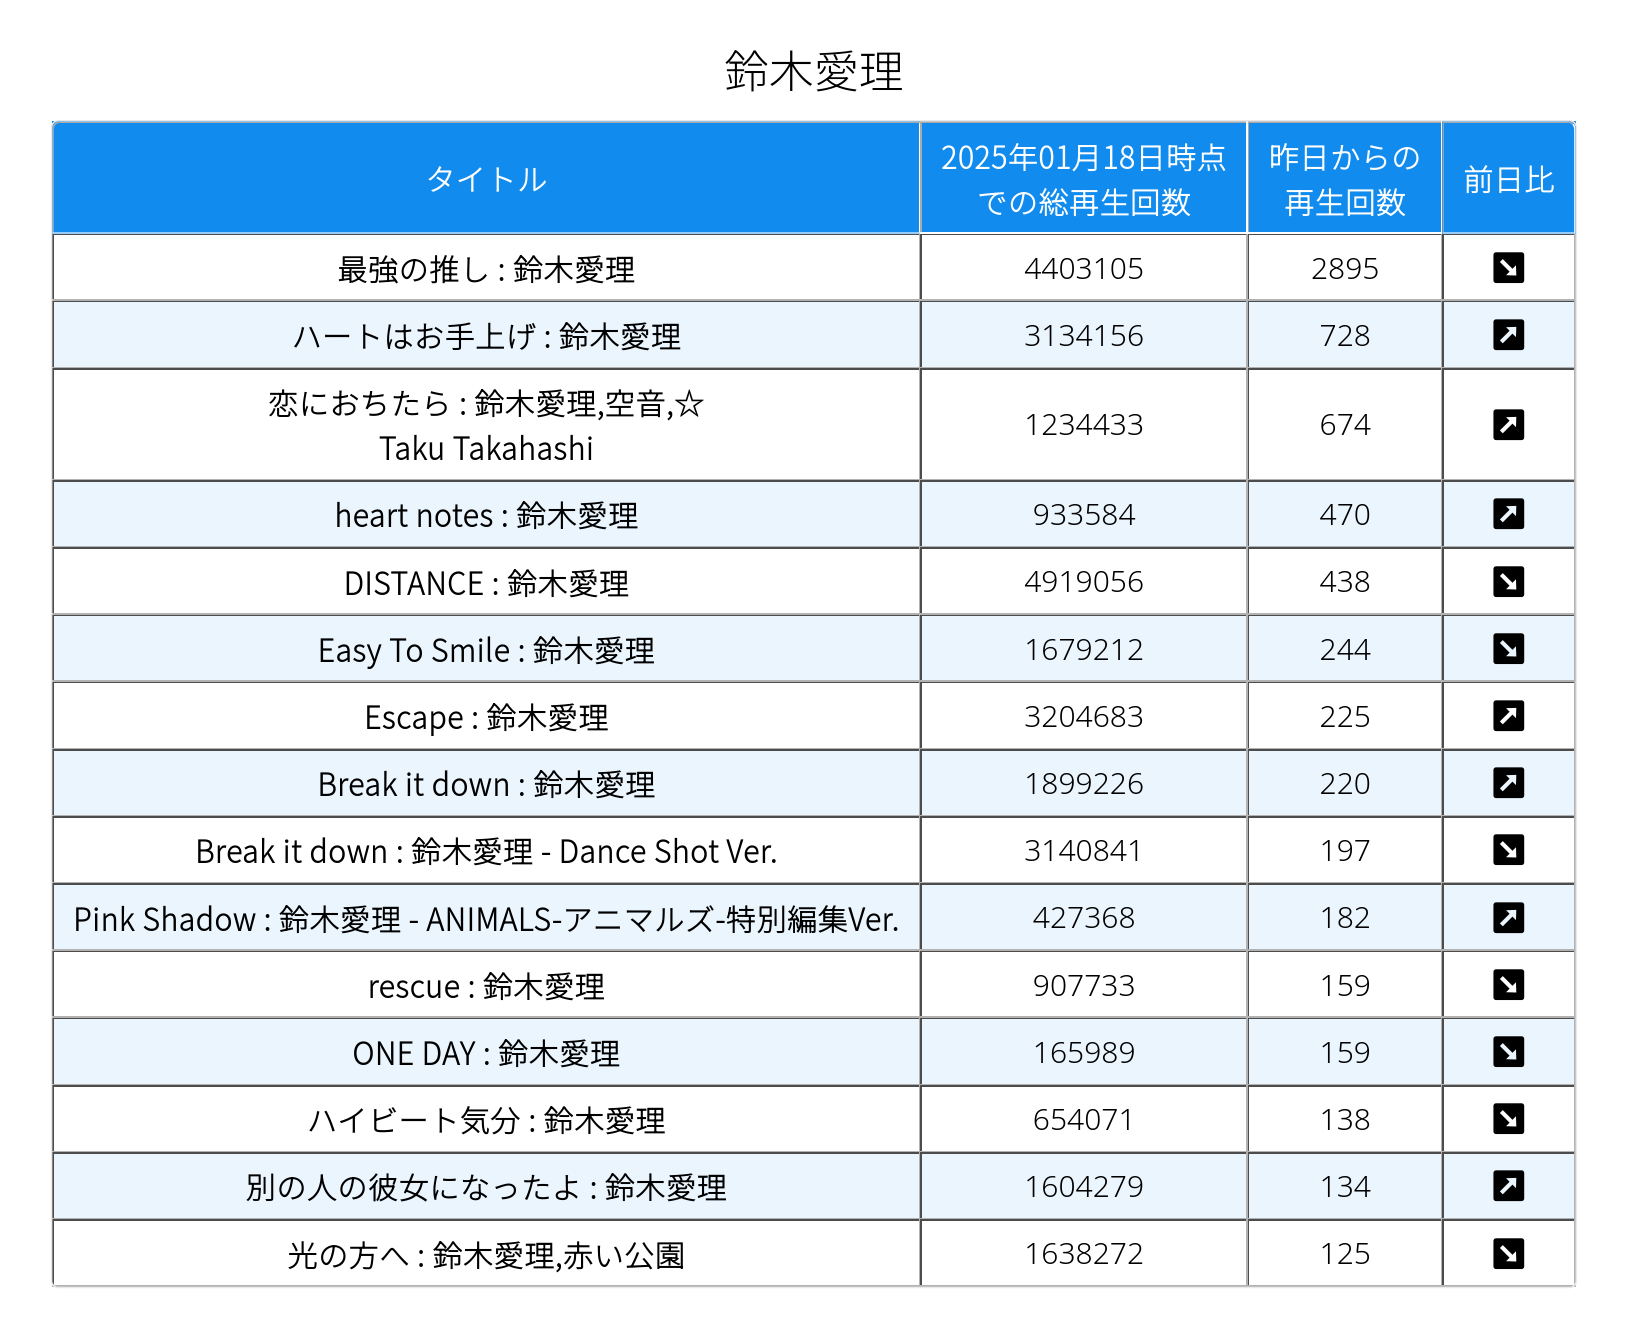 鈴木愛理
タイトル
2025年01月18日時点
での総再生回数
昨日からの
再生回数
前日比
最強の推し : 鈴木愛理 4403105 2895
ハートはお手上げ : 鈴木愛理 3134156 728
恋におちたら : 鈴木愛理,空音,☆
Taku Takahashi
1234433 674
heart notes : 鈴木愛理 933584 470
DISTANCE : 鈴木愛理 4919056 438
Easy To Smile : 鈴木愛理 1679212 244
Escape : 鈴木愛理 3204683 225
Break it down : 鈴木愛理 1899226 220
Break it down : 鈴木愛理 - Dance Shot Ver. 3140841 197
Pink Shadow : 鈴木愛理 - ANIMALS-アニマルズ-特別編集Ver. 427368 182
rescue : 鈴木愛理 907733 159
ONE DAY : 鈴木愛理 165989 159
ハイビート気分 : 鈴木愛理 654071 138
別の人の彼女になったよ : 鈴木愛理 1604279 134
光の方へ : 鈴木愛理,赤い公園 1638272 125